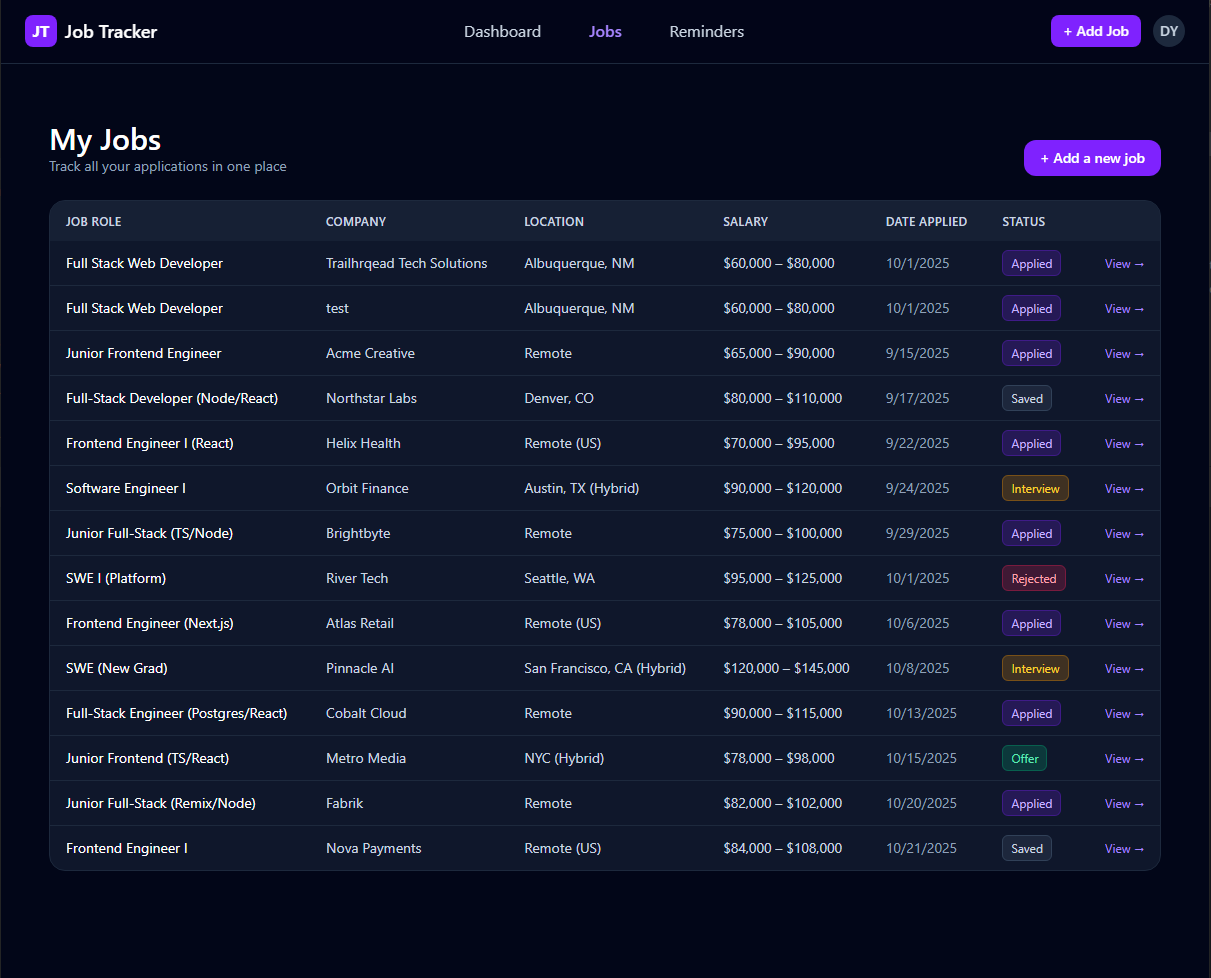 JT Job Tracker Dashboard Jobs Reminders + Add Job DY
My Jobs
Track all your applications in one place
+ Add a new job
JOB ROLE COMPANY LOCATION SALARY DATE APPLIED STATUS
Full Stack Web Developer Trailhrqead Tech Solutions Albuquerque, NM $60,000 – $80,000 10/1/2025 Applied View →
Full Stack Web Developer test Albuquerque, NM $60,000 – $80,000 10/1/2025 Applied View →
Junior Frontend Engineer Acme Creative Remote $65,000 – $90,000 9/15/2025 Applied View →
Full-Stack Developer (Node/React) Northstar Labs Denver, CO $80,000 – $110,000 9/17/2025 Saved View →
Frontend Engineer I (React) Helix Health Remote (US) $70,000 – $95,000 9/22/2025 Applied View →
Software Engineer I Orbit Finance Austin, TX (Hybrid) $90,000 – $120,000 9/24/2025 Interview View →
Junior Full-Stack (TS/Node) Brightbyte Remote $75,000 – $100,000 9/29/2025 Applied View →
SWE I (Platform) River Tech Seattle, WA $95,000 – $125,000 10/1/2025 Rejected View →
Frontend Engineer (Next.js) Atlas Retail Remote (US) $78,000 – $105,000 10/6/2025 Applied View →
SWE (New Grad) Pinnacle AI San Francisco, CA (Hybrid) $120,000 – $145,000 10/8/2025 Interview View →
Full-Stack Engineer (Postgres/React) Cobalt Cloud Remote $90,000 – $115,000 10/13/2025 Applied View →
Junior Frontend (TS/React) Metro Media NYC (Hybrid) $78,000 – $98,000 10/15/2025 Offer View →
Junior Full-Stack (Remix/Node) Fabrik Remote $82,000 – $102,000 10/20/2025 Applied View →
Frontend Engineer I Nova Payments Remote (US) $84,000 – $108,000 10/21/2025 Saved View →